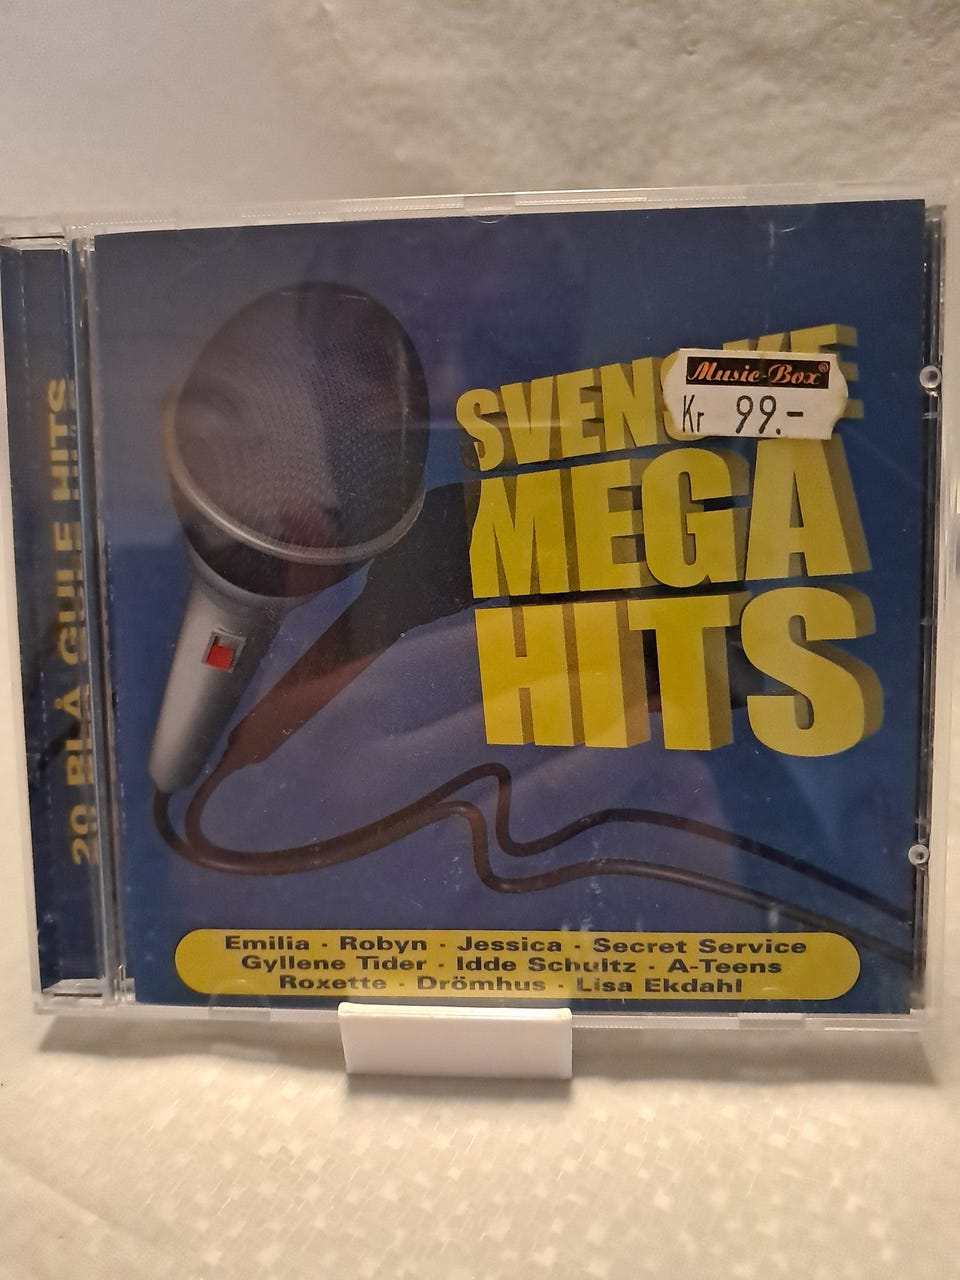 20 BLÅ GULE HITS
Music-Box®
Kr 99.-
SVENSKE
MEGA
HITS
Emilia · Robyn · Jessica · Secret Service
Gyllene Tider · Idde Schultz · A-Teens
Roxette · Drömhus · Lisa Ekdahl